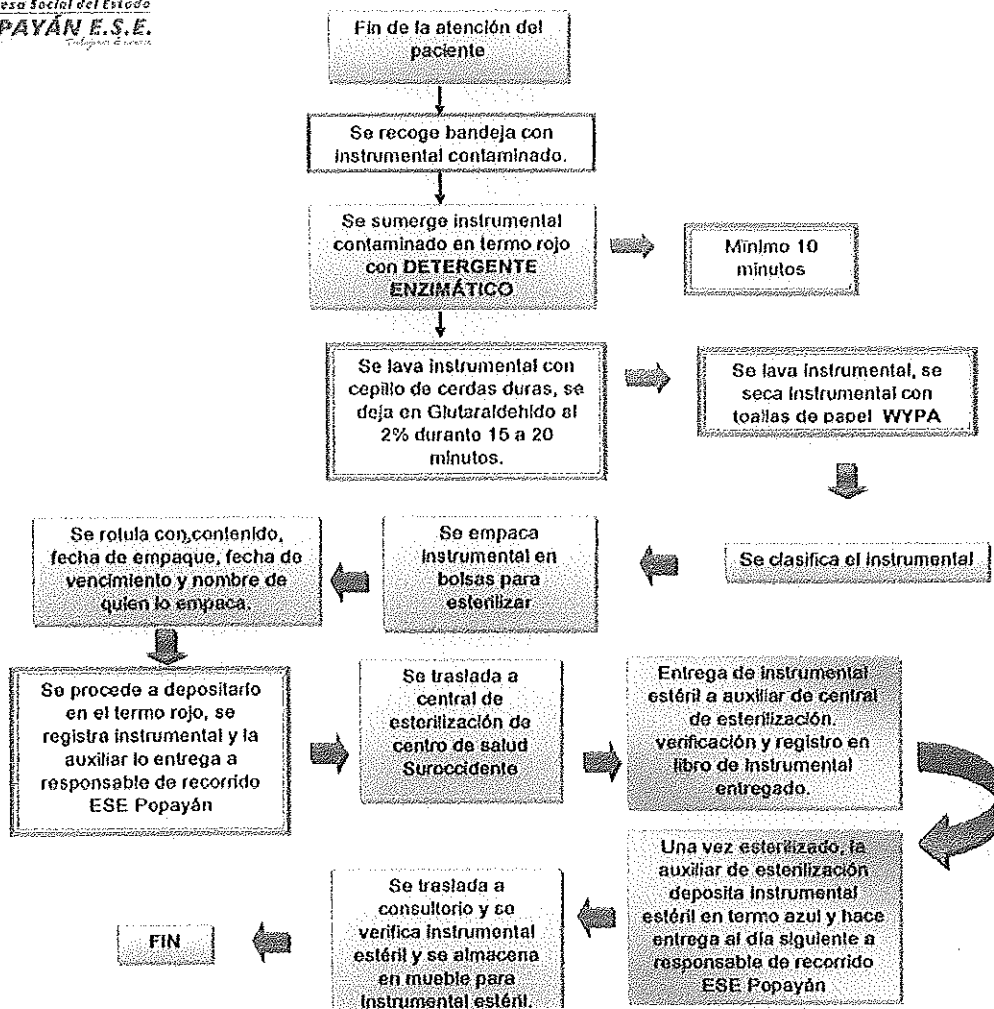 Social del Estado
PAYÁN E.S.E.
Fin de la atención del
paciente
Se recoge bandeja con
instrumental contaminado.
Se sumerge instrumental
contaminado en termo rojo
con DETERGENTE
ENZIMÁTICO
Mínimo 10
minutos
Se lava instrumental con
cepillo de cerdas duras, se
deja en Glutaraldehido al
2% durante 15 a 20
minutos.
Se lava instrumental, se
seca instrumental con
toallas de papel WYPA
Se clasifica el instrumental
Se empaca
instrumental en
bolsas para
esterilizar
Se rotula con contenido,
fecha de empaque, fecha de
vencimiento y nombre de
quien lo empaca.
Se procede a depositarlo
en el termo rojo, se
registra instrumental y la
auxiliar lo entrega a
responsable de recorrido
ESE Popayán
Se traslada a
central de
esterilización de
centro de salud
Suroccidente
Entrega de instrumental
estéril a auxiliar de central
de esterilización.
verificación y registro en
libro de instrumental
entregado.
Una vez esterilizado, la
auxiliar de esterilización
deposita instrumental
estéril en termo azul y hace
entrega al día siguiente a
responsable de recorrido
ESE Popayán
Se traslada a
consultorio y se
verifica instrumental
estéril y se almacena
en mueble para
instrumental estéril.
FIN